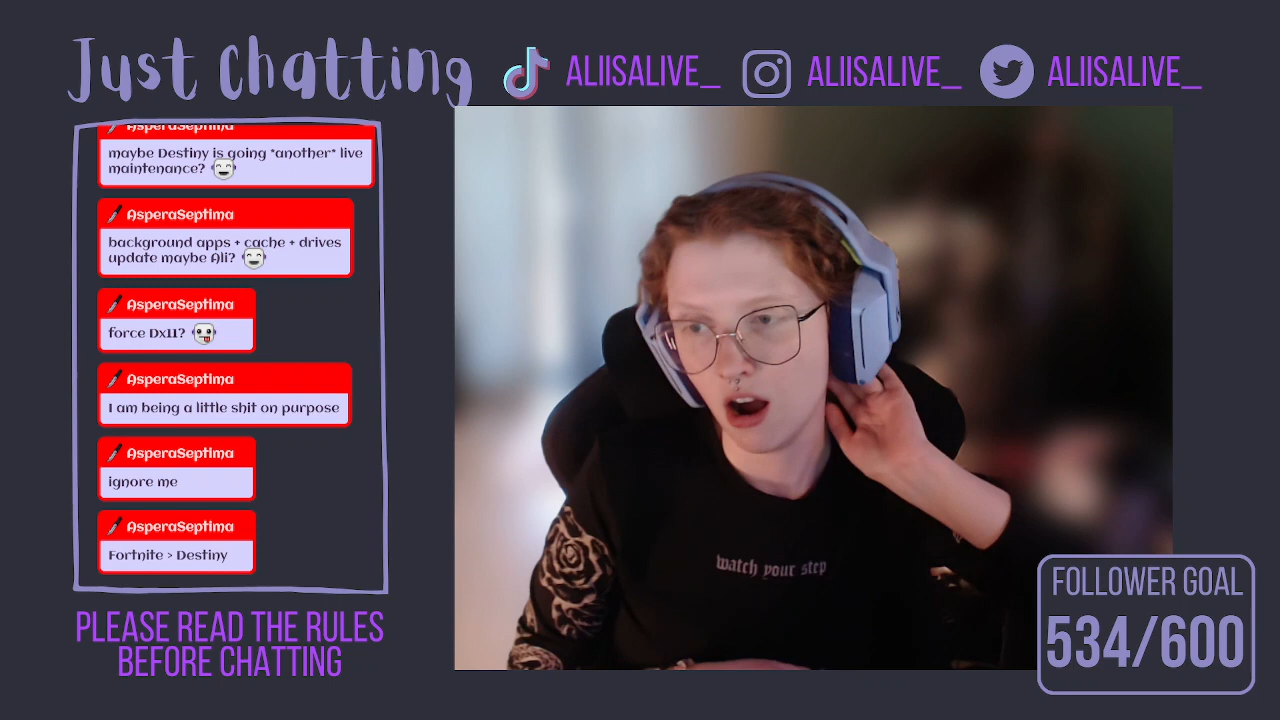 Just Chatting
ALIISALIVE_
ALIISALIVE_
ALIISALIVE_
AsperaSeptima
maybe Destiny is going *another* live
maintenance?
AsperaSeptima
background apps + cache + drives
update maybe Ali?
AsperaSeptima
force Dx11?
AsperaSeptima
I am being a little shit on purpose
AsperaSeptima
ignore me
AsperaSeptima
Fortnite > Destiny
PLEASE READ THE RULES
BEFORE CHATTING
watch your step
FOLLOWER GOAL
534/600